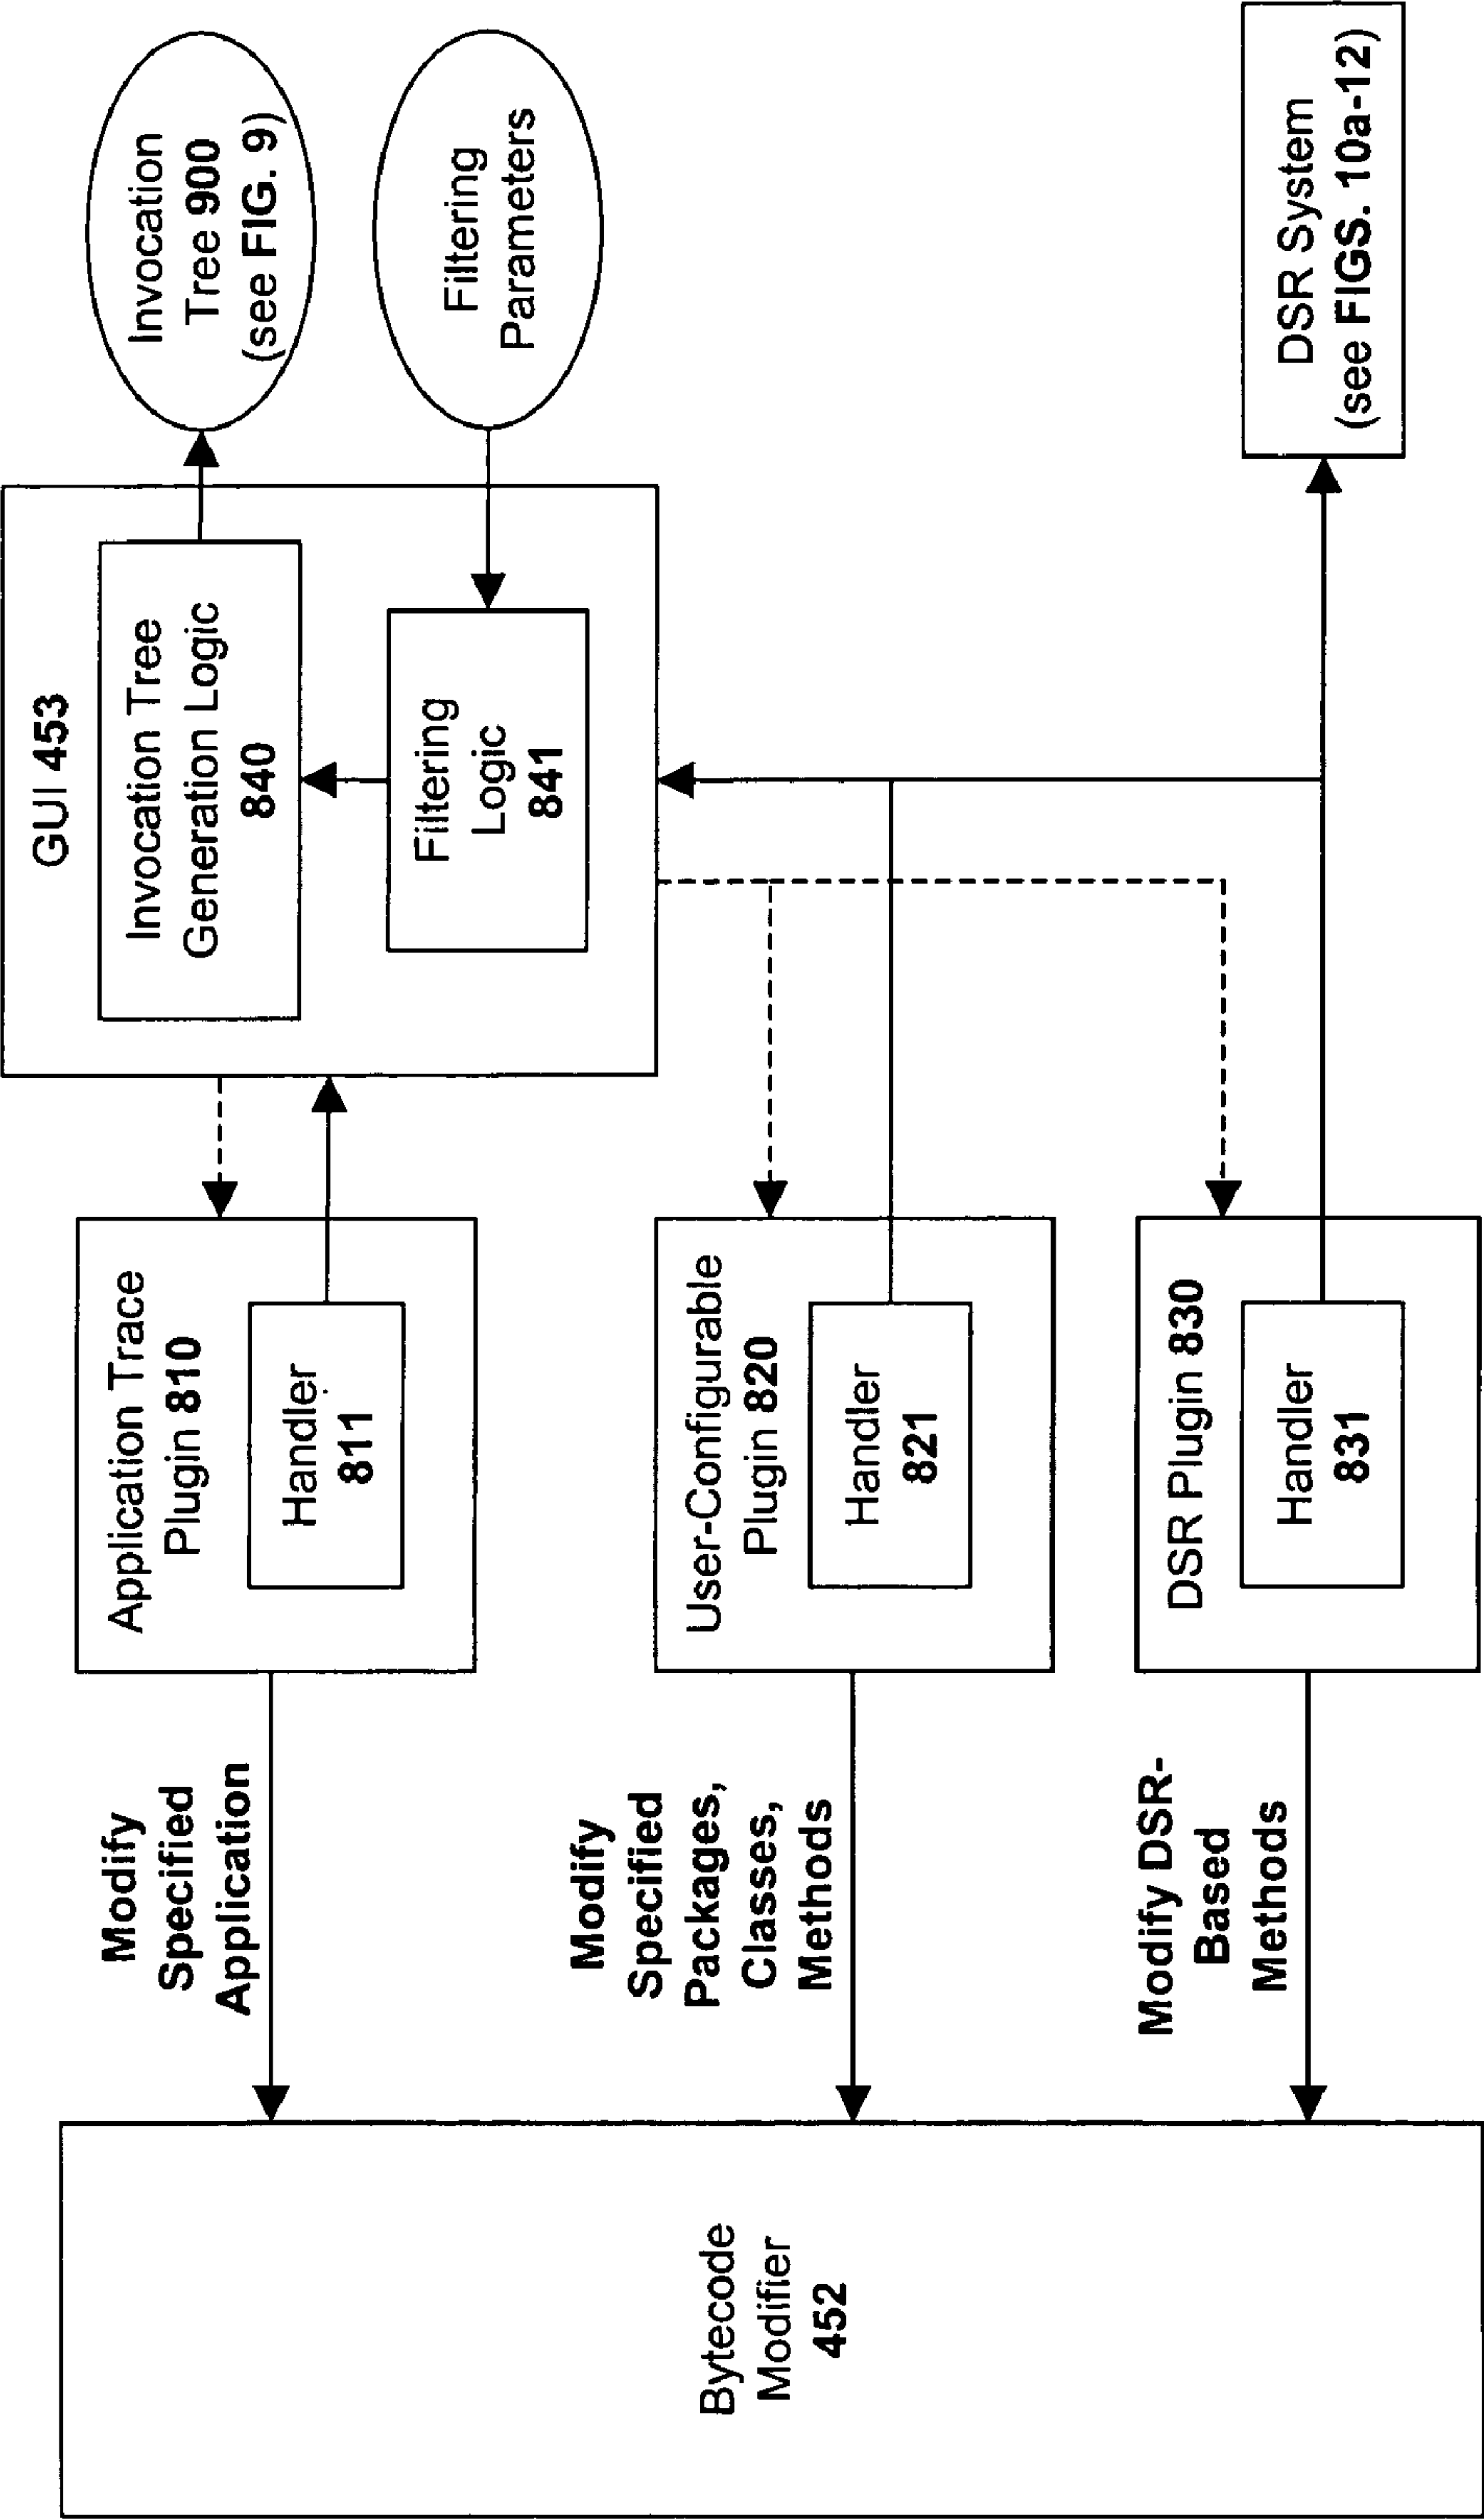 Bytecode
Modifier
452
Modify
Specified
Application
Modify
Specified
Packages,
Classes,
Methods
Modify DSR-
Based
Methods
Application Trace
Plugin 810
Handler
811
User-Configurable
Plugin 820
Handler
821
DSR Plugin 830
Handler
831
GUI 453
Invocation Tree
Generation Logic
840
Filtering
Logic
841
Invocation
Tree 900
(see FIG. 9)
Filtering
Parameters
DSR System
(see FIGS. 10a-12)